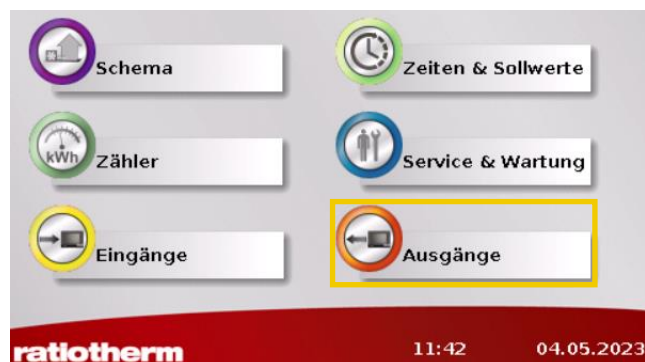 Schema
Zeiten & Sollwerte
kWh
Zähler
Service & Wartung
Eingänge
Ausgänge
ratiotherm
11:42
04.05.2023